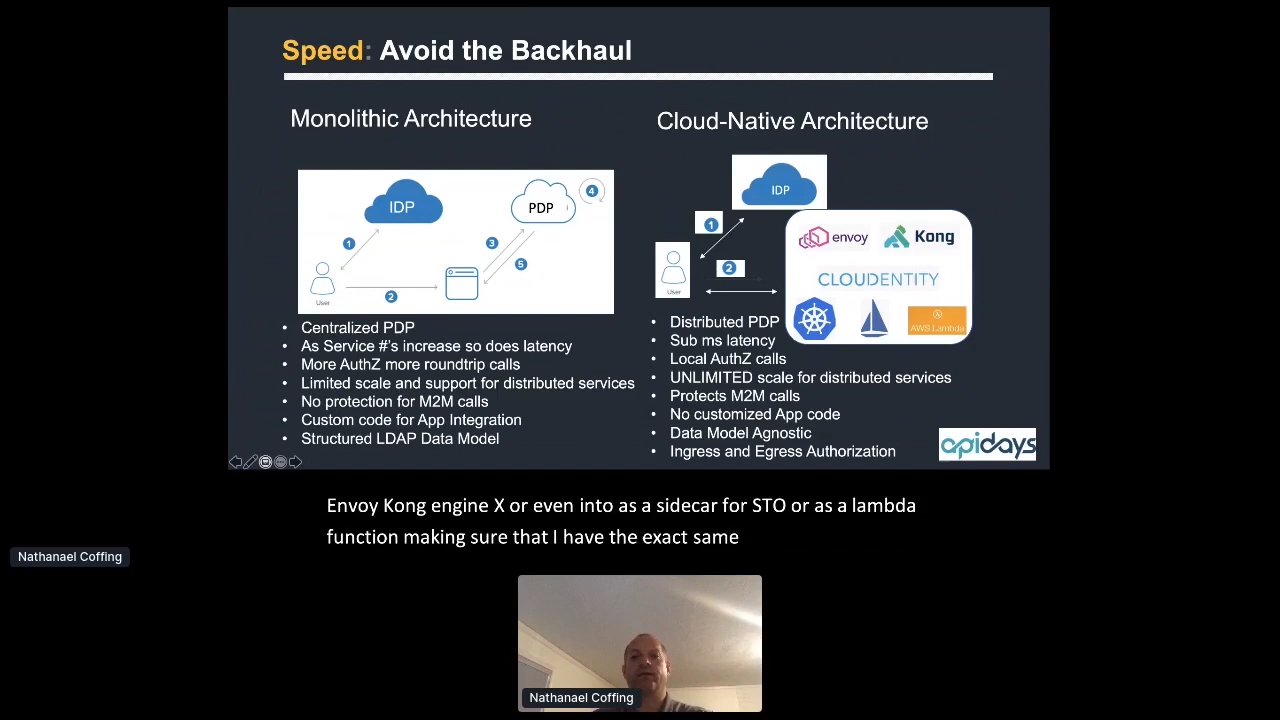 Speed: Avoid the Backhaul
Monolithic Architecture
IDP
PDP
4
1
3
5
User
2
• Centralized PDP
• As Service #'s increase so does latency
• More AuthZ more roundtrip calls
• Limited scale and support for distributed services
• No protection for M2M calls
• Custom code for App Integration
• Structured LDAP Data Model
Cloud-Native Architecture
IDP
1
2
User
envoy
Kong
CLOUDENTITY
AWS Lambda
• Distributed PDP
• Sub ms latency
• Local AuthZ calls
• UNLIMITED scale for distributed services
• Protects M2M calls
• No customized App code
• Data Model Agnostic
• Ingress and Egress Authorization
apidays
Envoy Kong engine X or even into as a sidecar for STO or as a lambda
function making sure that I have the exact same
Nathanael Coffing
Nathanael Coffing